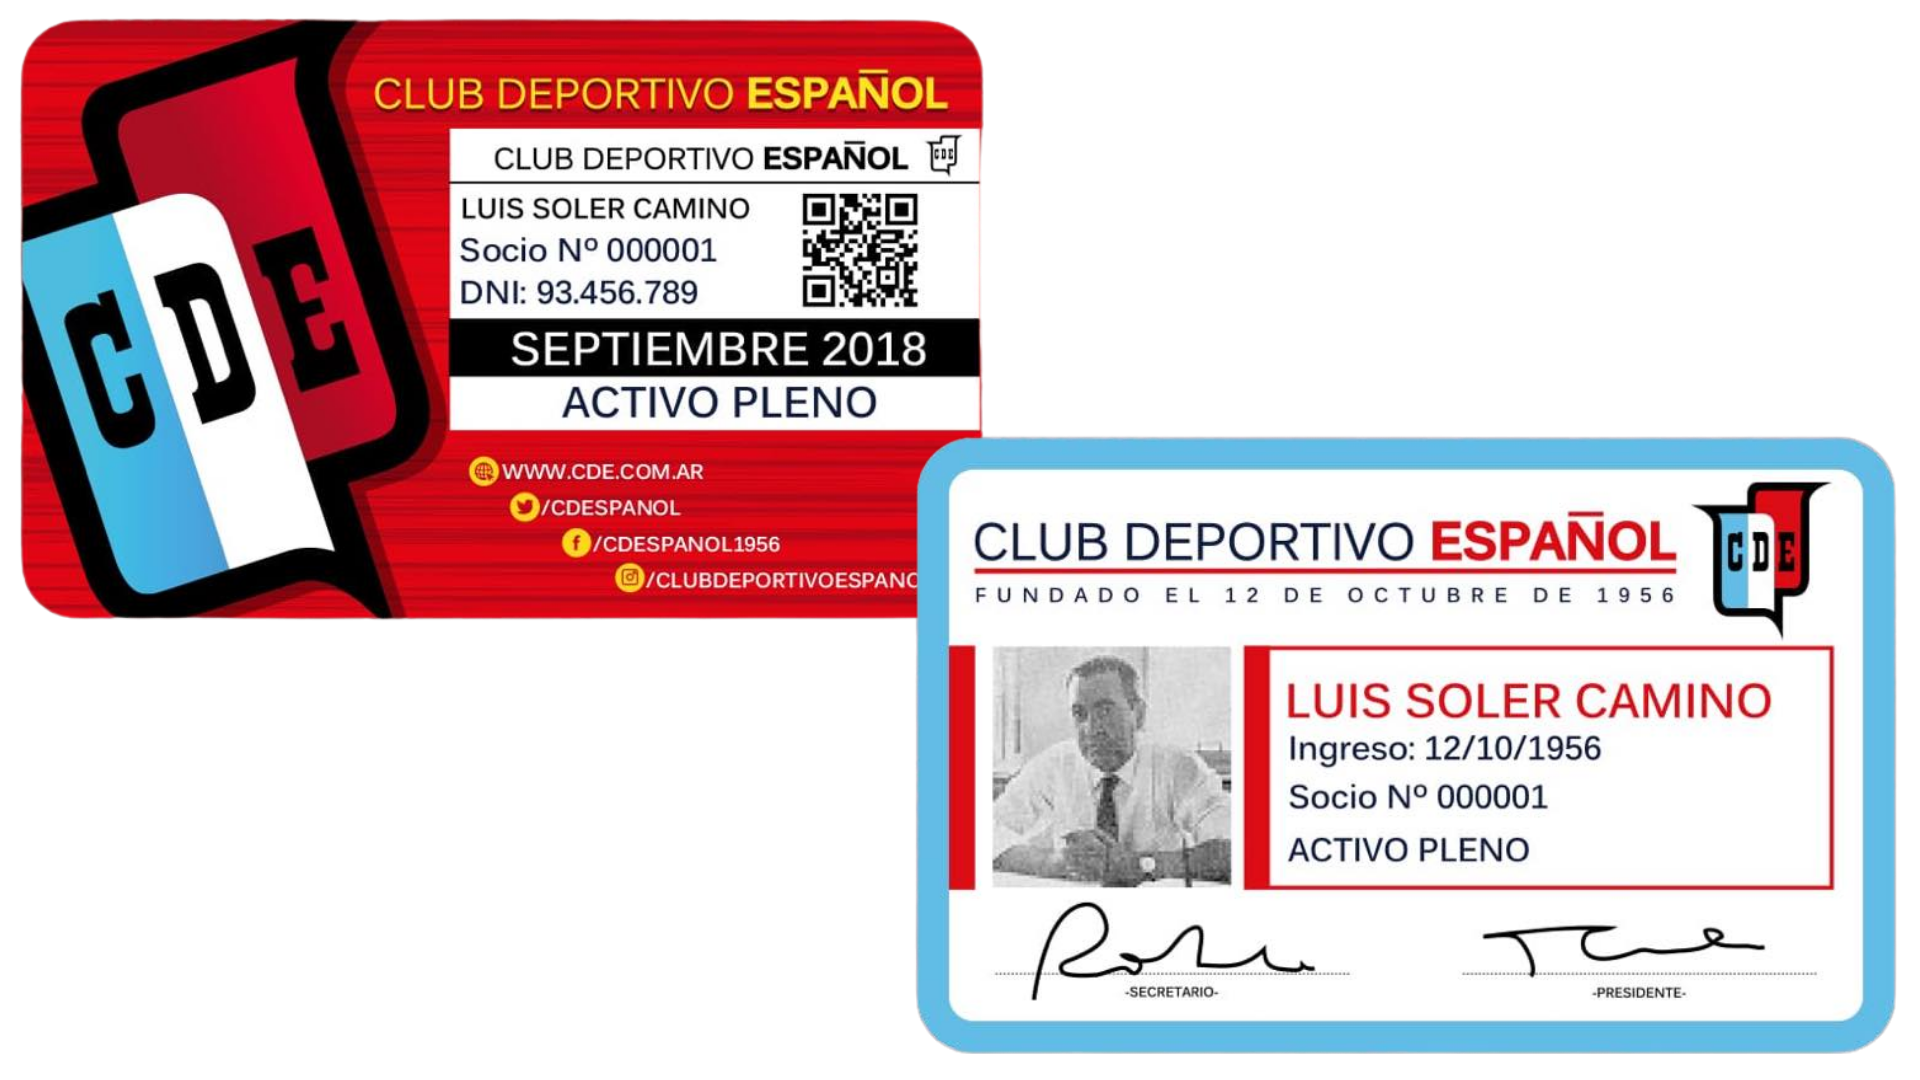 CDE
CLUB DEPORTIVO ESPAÑOL
CLUB DEPORTIVO ESPAÑOL CDE
LUIS SOLER CAMINO
Socio Nº 000001
DNI: 93.456.789
SEPTIEMBRE 2018
ACTIVO PLENO
WWW.CDE.COM.AR
/CDESPANOL
/CDESPANOL1956
/CLUBDEPORTIVOESPANO
CLUB DEPORTIVO ESPAÑOL CDE
FUNDADO EL 12 DE OCTUBRE DE 1956
LUIS SOLER CAMINO
Ingreso: 12/10/1956
Socio Nº 000001
ACTIVO PLENO
-SECRETARIO-
-PRESIDENTE-